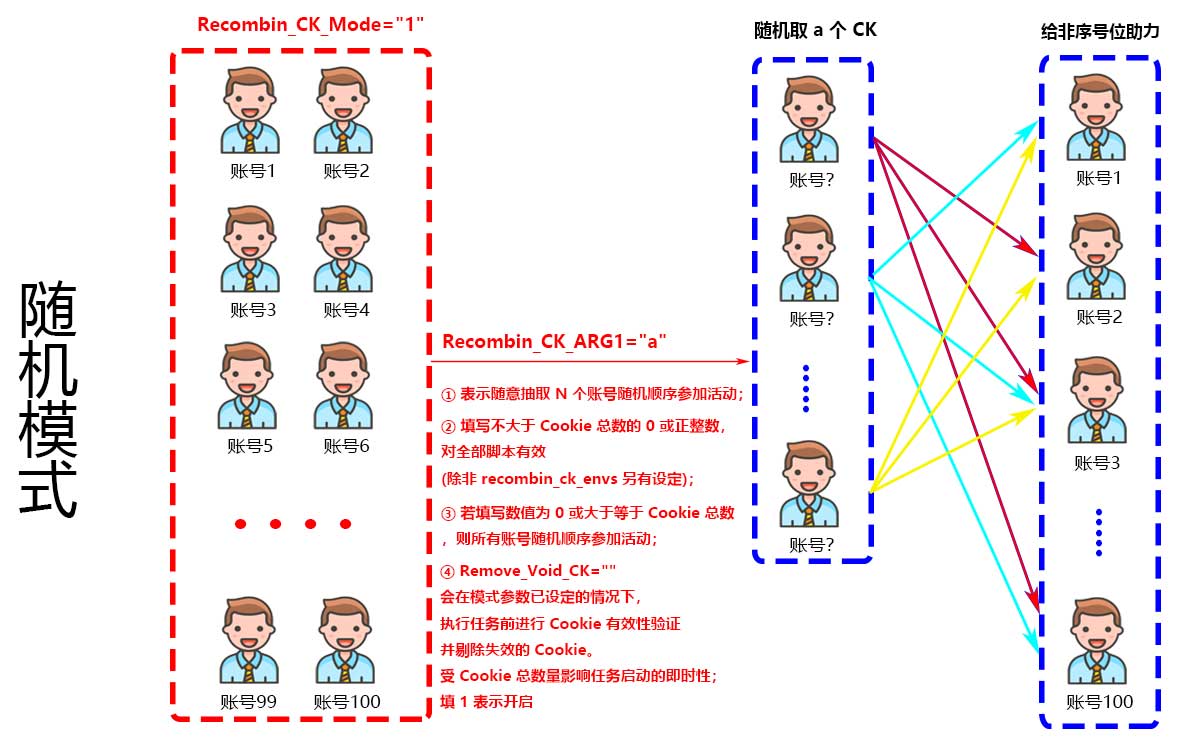 随机模式
Recombin_CK_Mode="1"
账号1
账号2
账号3
账号4
账号5
账号6
账号99
账号100
Recombin_CK_ARG1="a"
① 表示随意抽取 N 个账号随机顺序参加活动；
② 填写不大于 Cookie 总数的 0 或正整数，
对全部脚本有效
(除非 recombin_ck_envs 另有设定)；
③ 若填写数值为 0 或大于等于 Cookie 总数
，则所有账号随机顺序参加活动；
④ Remove_Void_CK=""
会在模式参数已设定的情况下，
执行任务前进行 Cookie 有效性验证
并剔除失效的 Cookie。
受 Cookie 总数量影响任务启动的即时性；
填 1 表示开启
随机取 a 个 CK
账号?
账号?
账号?
给非序号位助力
账号1
账号2
账号3
账号100